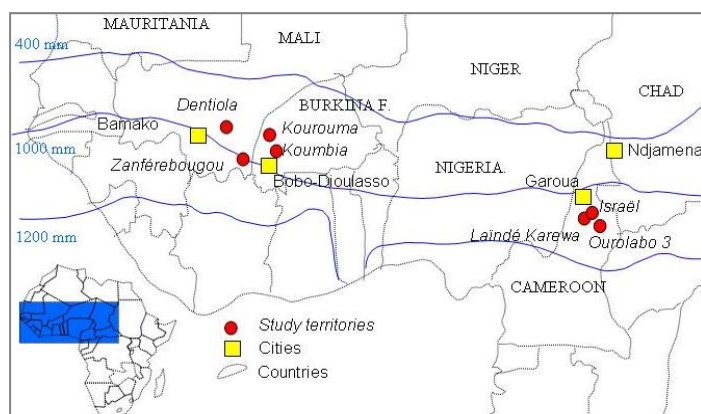 MAURITANIA
MALI
400 mm
NIGER
CHAD
Dentiola
BURKINA F.
Bamako
Kourouma
1000 mm
Koumbia
Ndjamena
Zanférebougou
NIGERIA
Bobo-Dioulasso
Garoua
Israël
1200 mm
Laïndé Karewa
Ourolabo 3
CAMEROON
Study territories
Cities
Countries